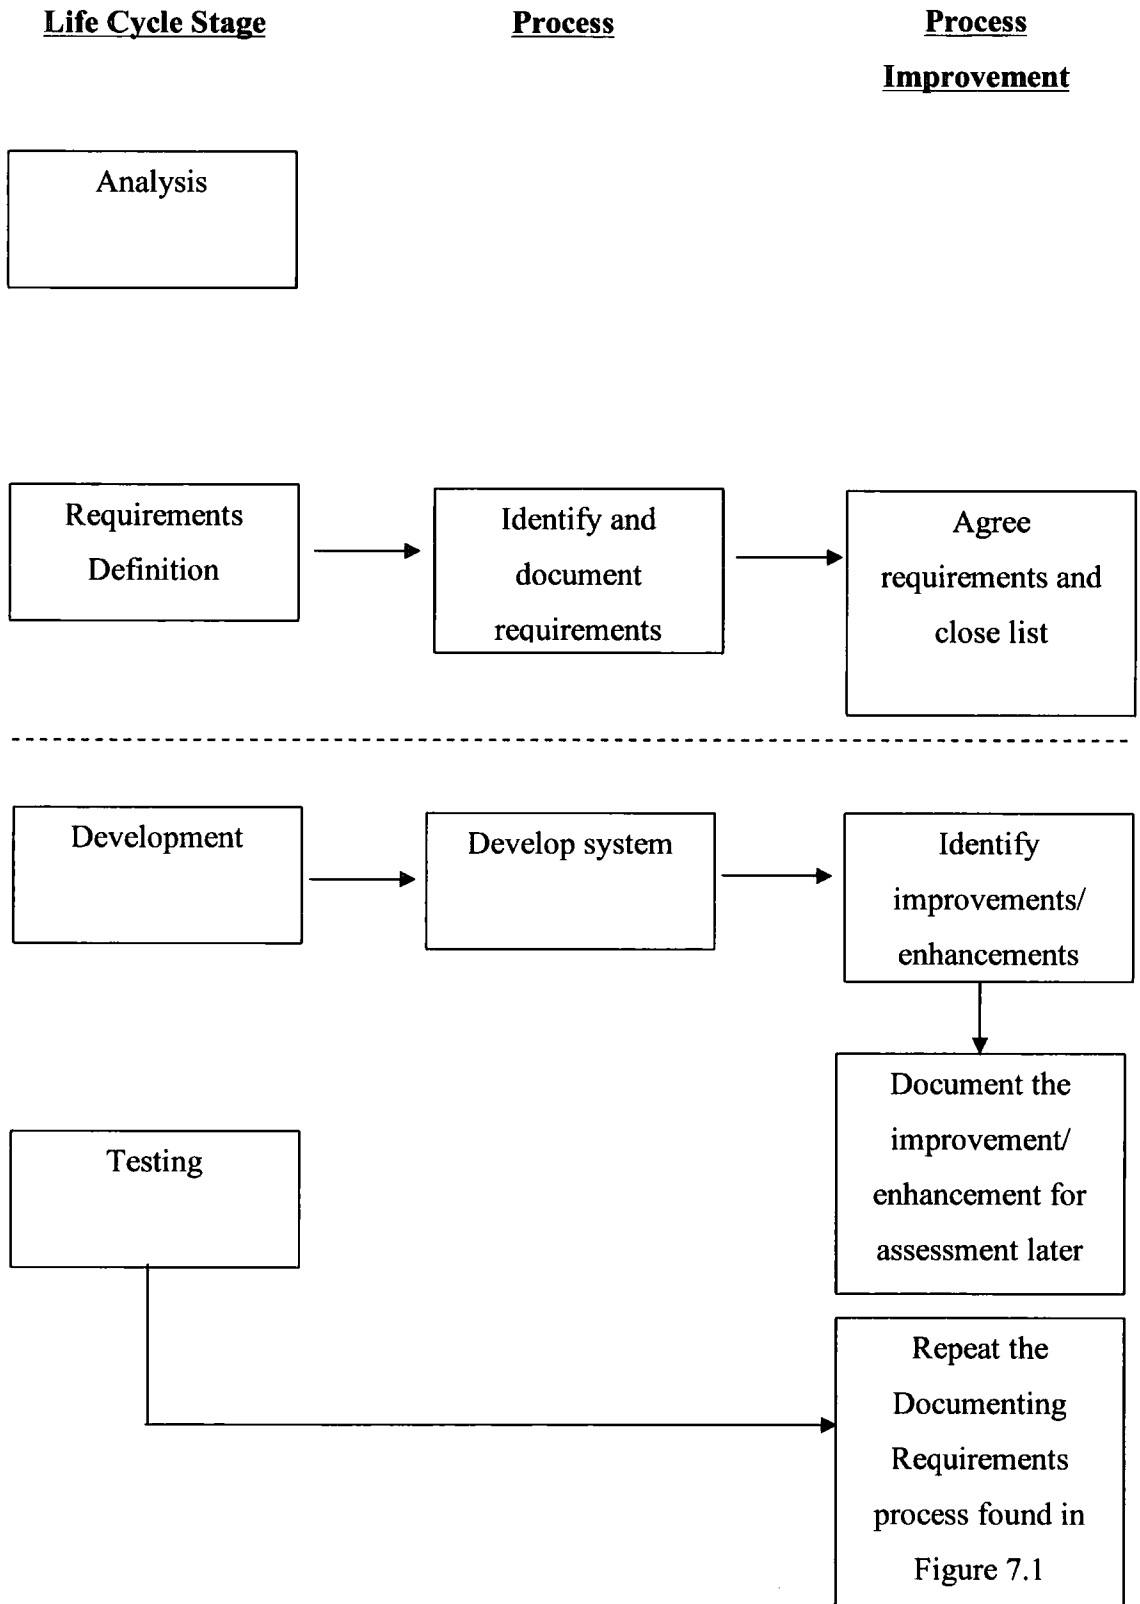 Life Cycle Stage
Process
Process
Improvement
Analysis
Requirements
Definition
Identify and
document
requirements
Agree
requirements and
close list
Development
Develop system
Identify
improvements/
enhancements
Document the
improvement/
enhancement for
assessment later
Testing
Repeat the
Documenting
Requirements
process found in
Figure 7.1